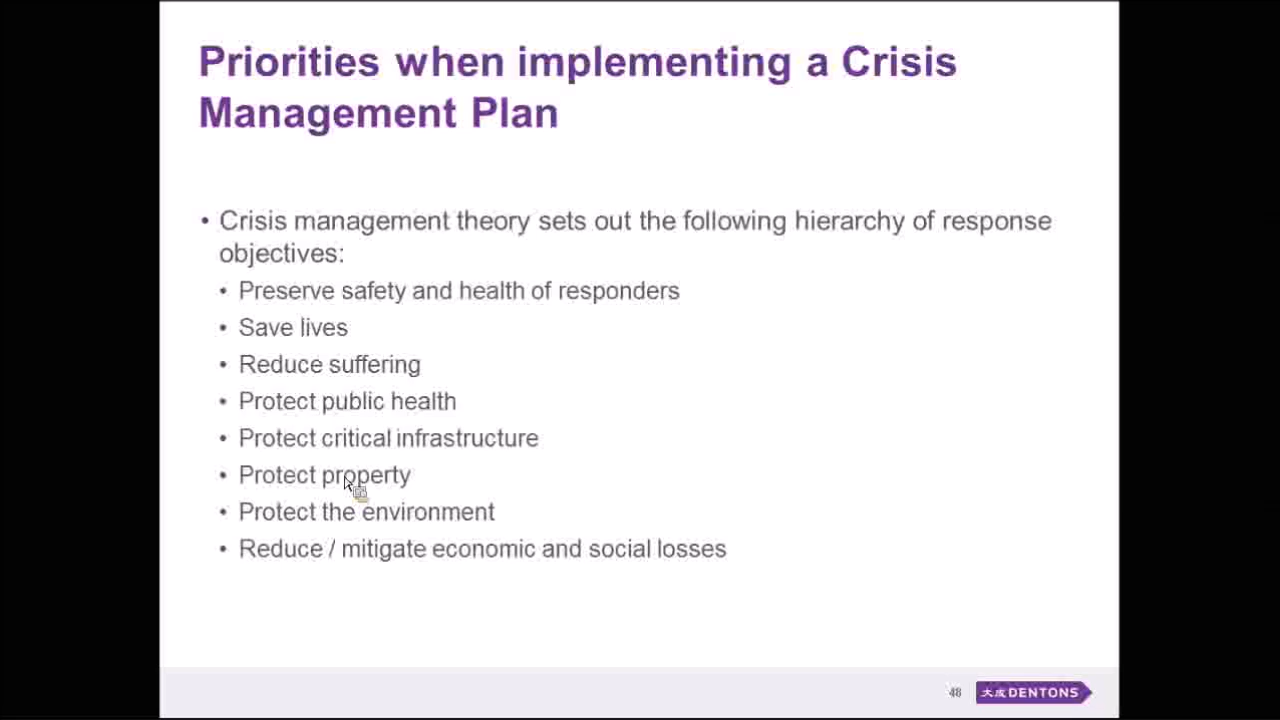 Priorities when implementing a Crisis
Management Plan
• Crisis management theory sets out the following hierarchy of response
objectives:
• Preserve safety and health of responders
• Save lives
• Reduce suffering
• Protect public health
• Protect critical infrastructure
• Protect property
• Protect the environment
• Reduce / mitigate economic and social losses
48
大成 DENTONS